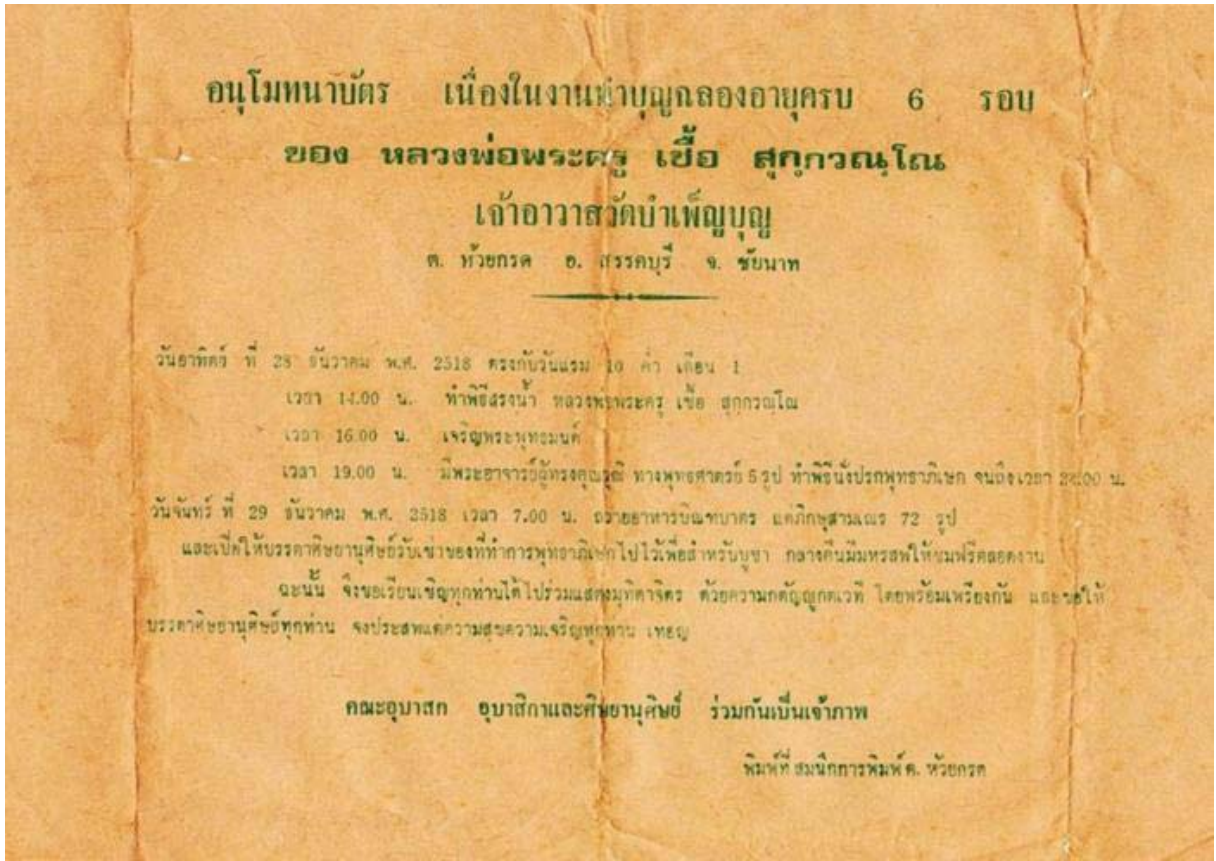 อนุโมทนาบัตร เนื่องในงานทำบุญฉลองอายุครบ 6 รอบ
ของ หลวงพ่อพระครู เชื้อ สุกฺกวณฺโณ
เจ้าอาวาสวัดบำเพ็ญบุญ
ต. ห้วยกรด อ. สรรคบุรี จ. ชัยนาท
วันอาทิตย์ ที่ 28 ธันวาคม พ.ศ. 2518 ตรงกับวันแรม 10 ค่ำ เดือน 1
เวลา 14.00 น. ทำพิธีสรงน้ำ หลวงพ่อพระครู เชื้อ สุกฺกวณฺโณ
เวลา 16.00 น. เจริญพระพุทธมนต์
เวลา 19.00 น. มีพระอาจารย์ผู้ทรงคุณวุฒิ ทางพุทธศาตรย์ 5 รูป ทำพิธีนั่งปรกพุทธาภิเษก จนถึงเวลา น.
วันจันทร์ ที่ 29 ธันวาคม พ.ศ. 2518 เวลา 7.00 น. ถวายอาหารบิณฑบาตร แด่ภิกษุสามเณร 72 รูป
และเปิดให้บรรดาศิษยานุศิษย์รับเช่าของที่ทำการพุทธาภิเษกไปไว้เพื่อสำหรับบูชา กลางคืนมีมหรสพให้ชมฟรีตลอดงาน
ฉะนั้น จึงขอเรียนเชิญทุกท่านได้ไปร่วมแสดงมุทิตาจิตร ด้วยความกตัญญูกตเวที โดยพร้อมเพรียงกัน และขอให้
บรรดาศิษยานุศิษย์ทุกท่าน จงประสพแต่ความสุขความเจริญทุกท่าน เทอญ
คณะอุบาสก อุบาสิกาและศิษยานุศิษย์ ร่วมกันเป็นเจ้าภาพ
พิมพ์ที่ สมนึกการพิมพ์ ต. ห้วยกรด